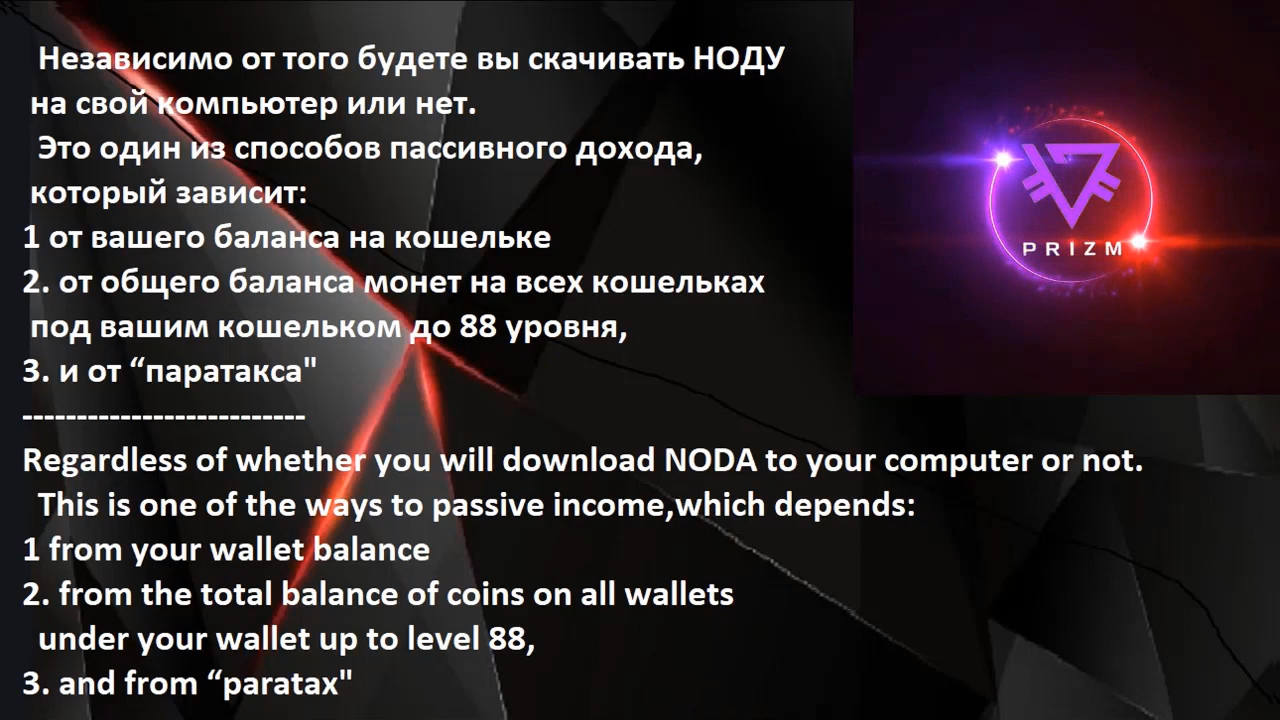 Независимо от того будете вы скачивать НОДУ
на свой компьютер или нет.
Это один из способов пассивного дохода,
который зависит:
1 от вашего баланса на кошельке
2. от общего баланса монет на всех кошельках
под вашим кошельком до 88 уровня,
3. и от “паратакса"
--------------------------
Regardless of whether you will download NODA to your computer or not.
This is one of the ways to passive income,which depends:
1 from your wallet balance
2. from the total balance of coins on all wallets
under your wallet up to level 88,
3. and from “paratax"
PRIZM